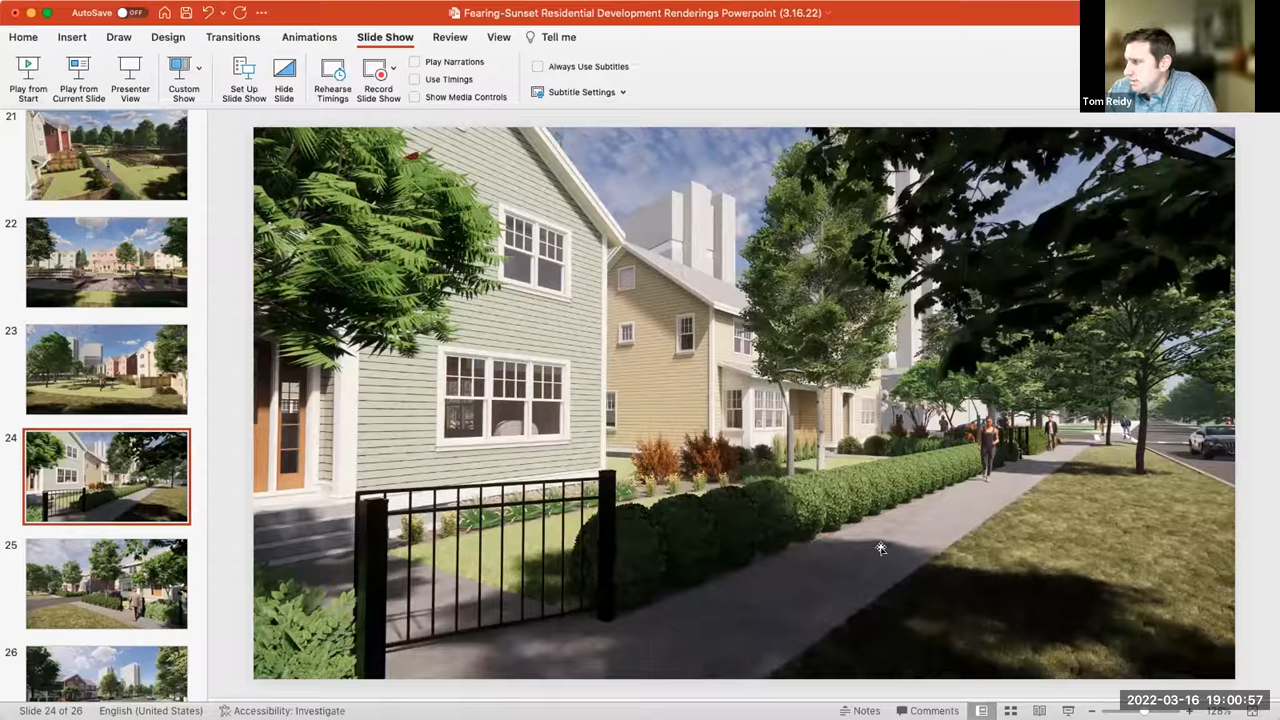 AutoSave OFF
Fearing-Sunset Residential Development Renderings Powerpoint (3.16.22)
Home Insert Draw Design Transitions Animations Slide Show Review View Tell me
Play from Start
Play from Current Slide
Presenter View
Custom Show
Set Up Slide Show
Hide Slide
Rehearse Timings
Record Slide Show
Play Narrations
Use Timings
Show Media Controls
Always Use Subtitles
Subtitle Settings
Tom Reidy
21
22
23
24
25
26
Slide 24 of 26 English (United States) Accessibility: Investigate Notes Comments 128%
2022-03-16 19:00:57